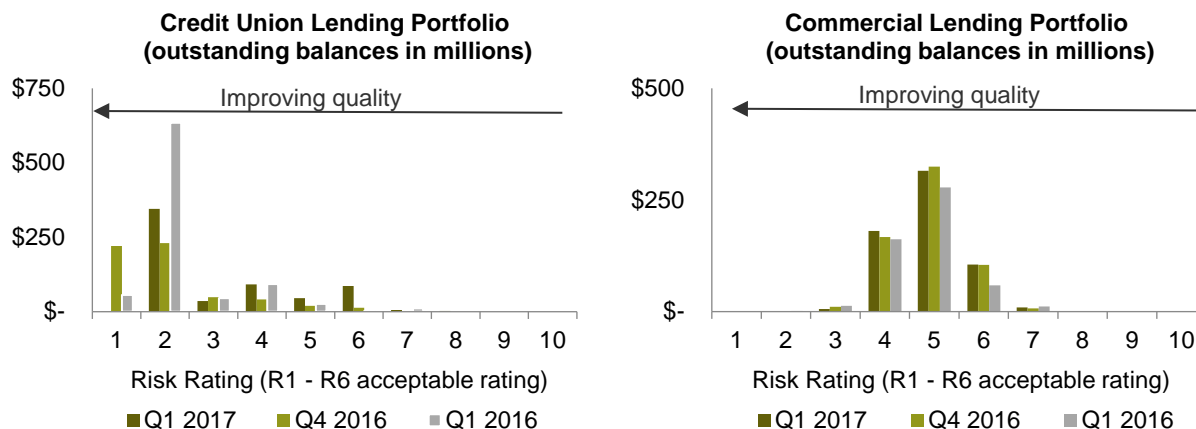 Credit Union Lending Portfolio
(outstanding balances in millions)
$750
Improving quality
$500
$250
$-
1 2 3 4 5 6 7 8 9 10
Risk Rating (R1 - R6 acceptable rating)
Q1 2017 Q4 2016 Q1 2016
Commercial Lending Portfolio
(outstanding balances in millions)
$500
Improving quality
$250
$-
1 2 3 4 5 6 7 8 9 10
Risk Rating (R1 - R6 acceptable rating)
Q1 2017 Q4 2016 Q1 2016